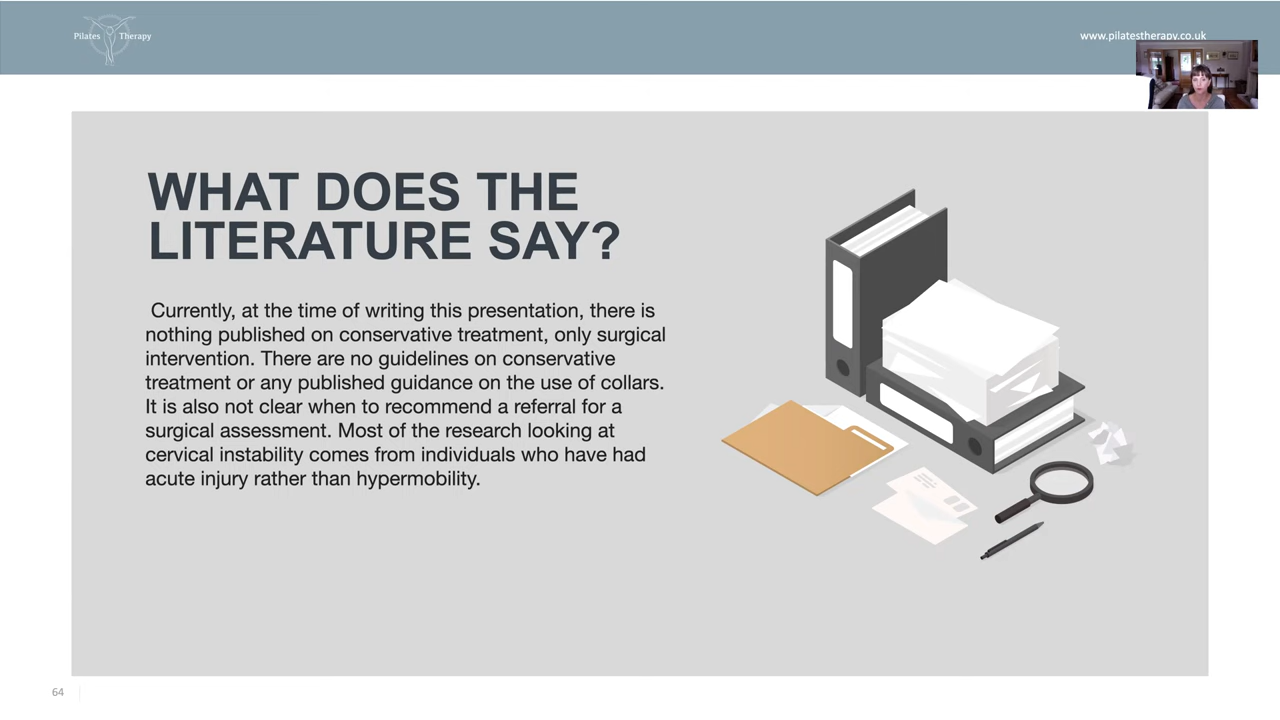 Pilates Therapy
www.pilatestherapy.co.uk
WHAT DOES THE
LITERATURE SAY?
Currently, at the time of writing this presentation, there is
nothing published on conservative treatment, only surgical
intervention. There are no guidelines on conservative
treatment or any published guidance on the use of collars.
It is also not clear when to recommend a referral for a
surgical assessment. Most of the research looking at
cervical instability comes from individuals who have had
acute injury rather than hypermobility.
64